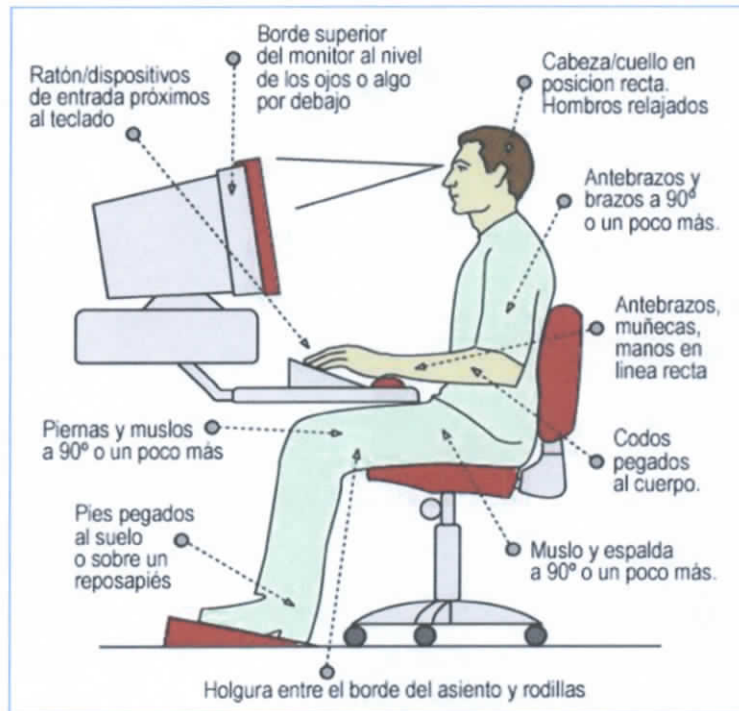 Borde superior
del monitor al nivel
de los ojos o algo
por debajo
Ratón/dispositivos
de entrada próximos
al teclado
Cabeza/cuello en
posicion recta.
Hombros relajados
Antebrazos y
brazos a 90º
o un poco más.
Antebrazos,
muñecas,
manos en
linea recta
Piernas y muslos
a 90º o un poco más
Codos
pegados
al cuerpo.
Pies pegados
al suelo
o sobre un
reposapiés
Muslo y espalda
a 90º o un poco más.
Holgura entre el borde del asiento y rodillas